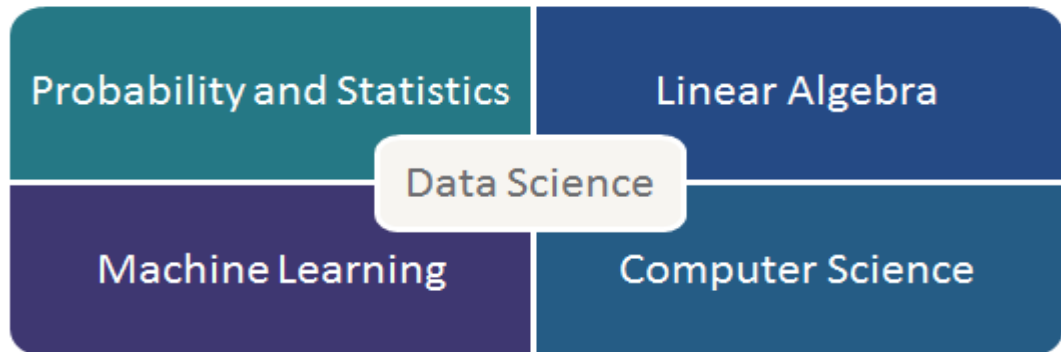 Probability and Statistics
Linear Algebra
Data Science
Machine Learning
Computer Science